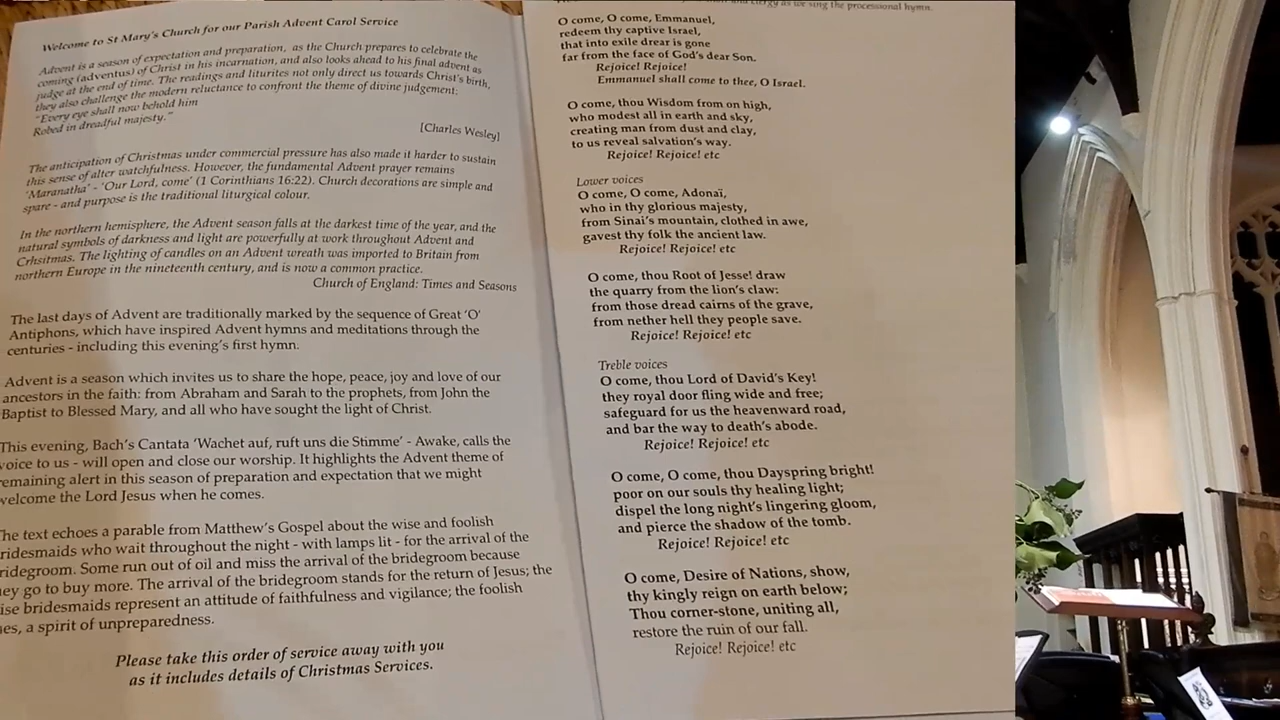 Welcome to St Mary's Church for our Parish Advent Carol Service
Advent is a season of expectation and preparation, as the Church prepares to celebrate the
coming (adventus) of Christ in his incarnation, and also looks ahead to his final advent as
judge at the end of time. The readings and liturites not only direct us towards Christ's birth,
they also challenge the modern reluctance to confront the theme of divine judgement:
"Every eye shall now behold him
Robed in dreadful majesty."
[Charles Wesley]
The anticipation of Christmas under commercial pressure has also made it harder to sustain
this sense of alter watchfulness. However, the fundamental Advent prayer remains
'Maranatha' - 'Our Lord, come' (1 Corinthians 16:22). Church decorations are simple and
spare - and purpose is the traditional liturgical colour.
In the northern hemisphere, the Advent season falls at the darkest time of the year, and the
natural symbols of darkness and light are powerfully at work throughout Advent and
Crhsitmas. The lighting of candles on an Advent wreath was imported to Britain from
northern Europe in the nineteenth century, and is now a common practice.
Church of England: Times and Seasons
The last days of Advent are traditionally marked by the sequence of Great 'O'
Antiphons, which have inspired Advent hymns and meditations through the
centuries - including this evening's first hymn.
Advent is a season which invites us to share the hope, peace, joy and love of our
ancestors in the faith: from Abraham and Sarah to the prophets, from John the
Baptist to Blessed Mary, and all who have sought the light of Christ.
This evening, Bach's Cantata 'Wachet auf, ruft uns die Stimme' - Awake, calls the
voice to us - will open and close our worship. It highlights the Advent theme of
remaining alert in this season of preparation and expectation that we might
welcome the Lord Jesus when he comes.
The text echoes a parable from Matthew's Gospel about the wise and foolish
ridesmaids who wait throughout the night - with lamps lit - for the arrival of the
ridegroom. Some run out of oil and miss the arrival of the bridegroom because
ey go to buy more. The arrival of the bridegroom stands for the return of Jesus; the
ise bridesmaids represent an attitude of faithfulness and vigilance; the foolish
es, a spirit of unpreparedness.
Please take this order of service away with you
as it includes details of Christmas Services.
clergy as we sing the processional hymn.
O come, O come, Emmanuel,
redeem thy captive Israel,
that into exile drear is gone
far from the face of God's dear Son.
Rejoice! Rejoice!
Emmanuel shall come to thee, O Israel.
O come, thou Wisdom from on high,
who modest all in earth and sky,
creating man from dust and clay,
to us reveal salvation's way.
Rejoice! Rejoice! etc
Lower voices
O come, O come, Adonaï,
who in thy glorious majesty,
from Sinai's mountain, clothed in awe,
gavest thy folk the ancient law.
Rejoice! Rejoice! etc
O come, thou Root of Jesse! draw
the quarry from the lion's claw:
from those dread cairns of the grave,
from nether hell they people save.
Rejoice! Rejoice! etc
Treble voices
O come, thou Lord of David's Key!
they royal door fling wide and free;
safeguard for us the heavenward road,
and bar the way to death's abode.
Rejoice! Rejoice! etc
O come, O come, thou Dayspring bright!
poor on our souls thy healing light;
dispel the long night's lingering gloom,
and pierce the shadow of the tomb.
Rejoice! Rejoice! etc
O come, Desire of Nations, show,
thy kingly reign on earth below;
Thou corner-stone, uniting all,
restore the ruin of our fall.
Rejoice! Rejoice! etc